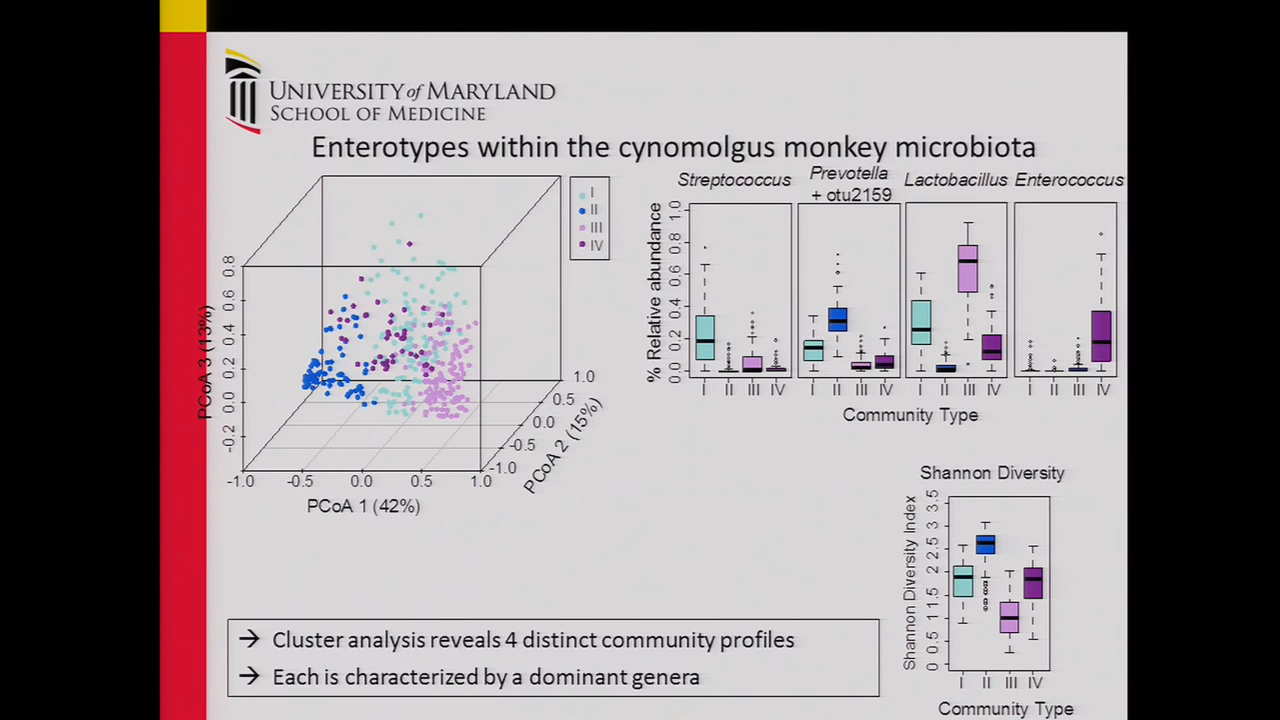 UNIVERSITY of MARYLAND
SCHOOL OF MEDICINE
Enterotypes within the cynomolgus monkey microbiota
I
II
III
IV
PCoA 3 (13%)
0.8
0.6
0.4
0.2
0.0
-0.2
-1.0
-0.5
0.0
0.5
1.0
PCoA 1 (42%)
1.0
0.5
0.0
-0.5
-1.0
PCoA 2 (15%)
Streptococcus
Prevotella
+ otu2159
Lactobacillus
Enterococcus
% Relative abundance
1.0
0.8
0.6
0.4
0.2
0.0
I II III IV
I II III IV
I II III IV
I II III IV
Community Type
Shannon Diversity
Shannon Diversity Index
3.5
3
2.5
2
1.5
1
0.5
0
I II III IV
Community Type
→ Cluster analysis reveals 4 distinct community profiles
→ Each is characterized by a dominant genera